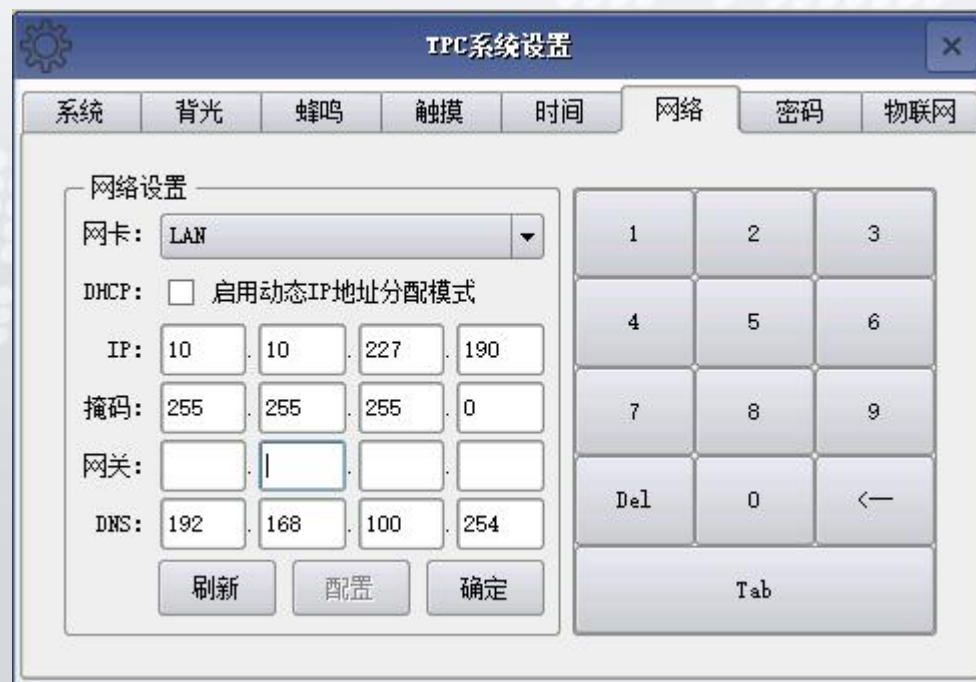 TPC系统设置
系统 背光 蜂鸣 触摸 时间 网络 密码 物联网
网络设置
网卡: LAN
DHCP: 启用动态IP地址分配模式
IP: 10 . 10 . 227 . 190
掩码: 255 . 255 . 255 . 0
网关: . . .
DNS: 192 . 168 . 100 . 254
刷新 配置 确定
1 2 3
4 5 6
7 8 9
Del 0 <—
Tab